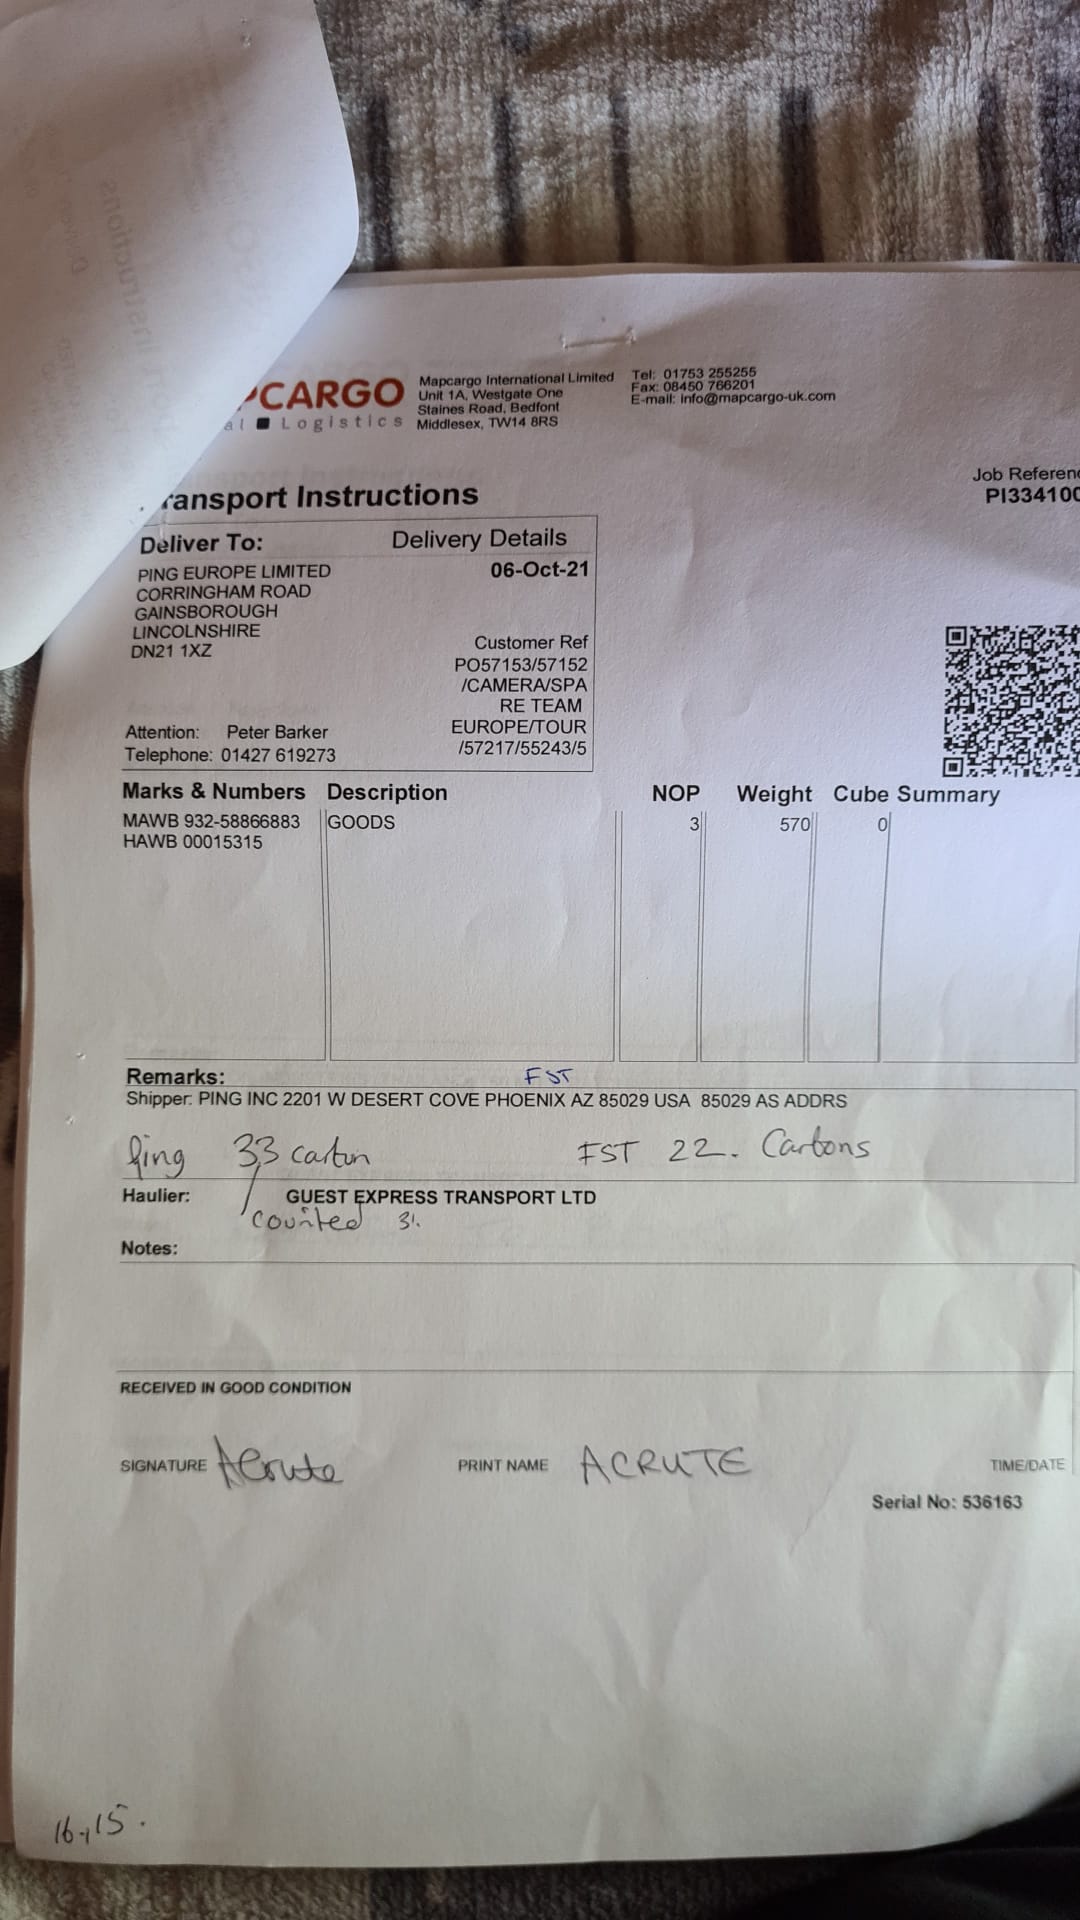 PCARGO
al Logistics
Mapcargo International Limited
Unit 1A, Westgate One
Staines Road, Bedfont
Middlesex, TW14 8RS
Tel: 01753 255255
Fax: 08450 766201
E-mail: info@mapcargo-uk.com
Job Referenc
PI334100
ransport Instructions
Deliver To:
Delivery Details
PING EUROPE LIMITED
CORRINGHAM ROAD
GAINSBOROUGH
LINCOLNSHIRE
DN21 1XZ
06-Oct-21
Customer Ref
PO57153/57152
/CAMERA/SPA
RE TEAM
EUROPE/TOUR
/57217/55243/5
Attention: Peter Barker
Telephone: 01427 619273
Marks & Numbers Description NOP Weight Cube Summary
MAWB 932-58866883 GOODS 3 570 0
HAWB 00015315
Remarks: FST
Shipper: PING INC 2201 W DESERT COVE PHOENIX AZ 85029 USA 85029 AS ADDRS
Ping 33 carton FST 22. Cartons
Haulier: GUEST EXPRESS TRANSPORT LTD
counted 31.
Notes:
RECEIVED IN GOOD CONDITION
SIGNATURE Acrute PRINT NAME ACRUTE TIME/DATE
Serial No: 536163
16.15.